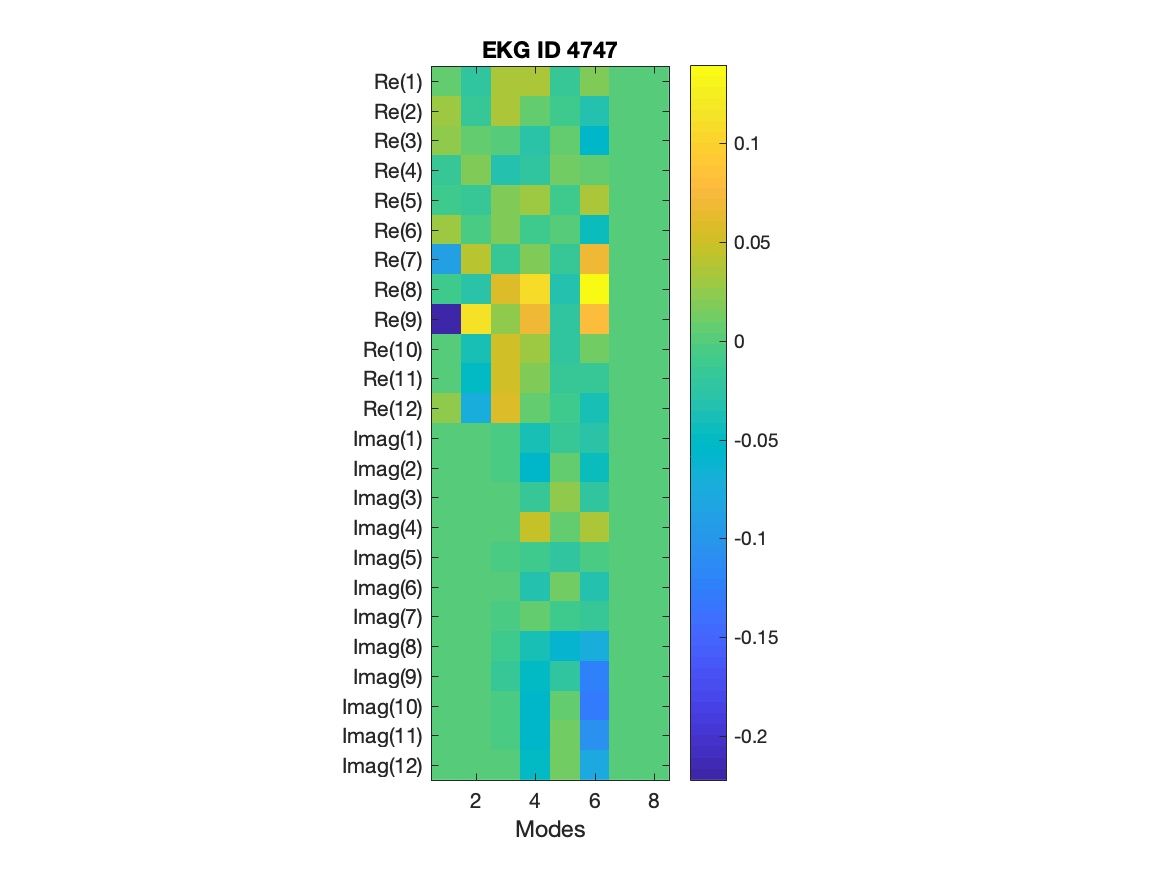 EKG ID 4747
Re(1)
Re(2)
Re(3)
Re(4)
Re(5)
Re(6)
Re(7)
Re(8)
Re(9)
Re(10)
Re(11)
Re(12)
Imag(1)
Imag(2)
Imag(3)
Imag(4)
Imag(5)
Imag(6)
Imag(7)
Imag(8)
Imag(9)
Imag(10)
Imag(11)
Imag(12)
2 4 6 8
Modes
0.1
0.05
0
-0.05
-0.1
-0.15
-0.2